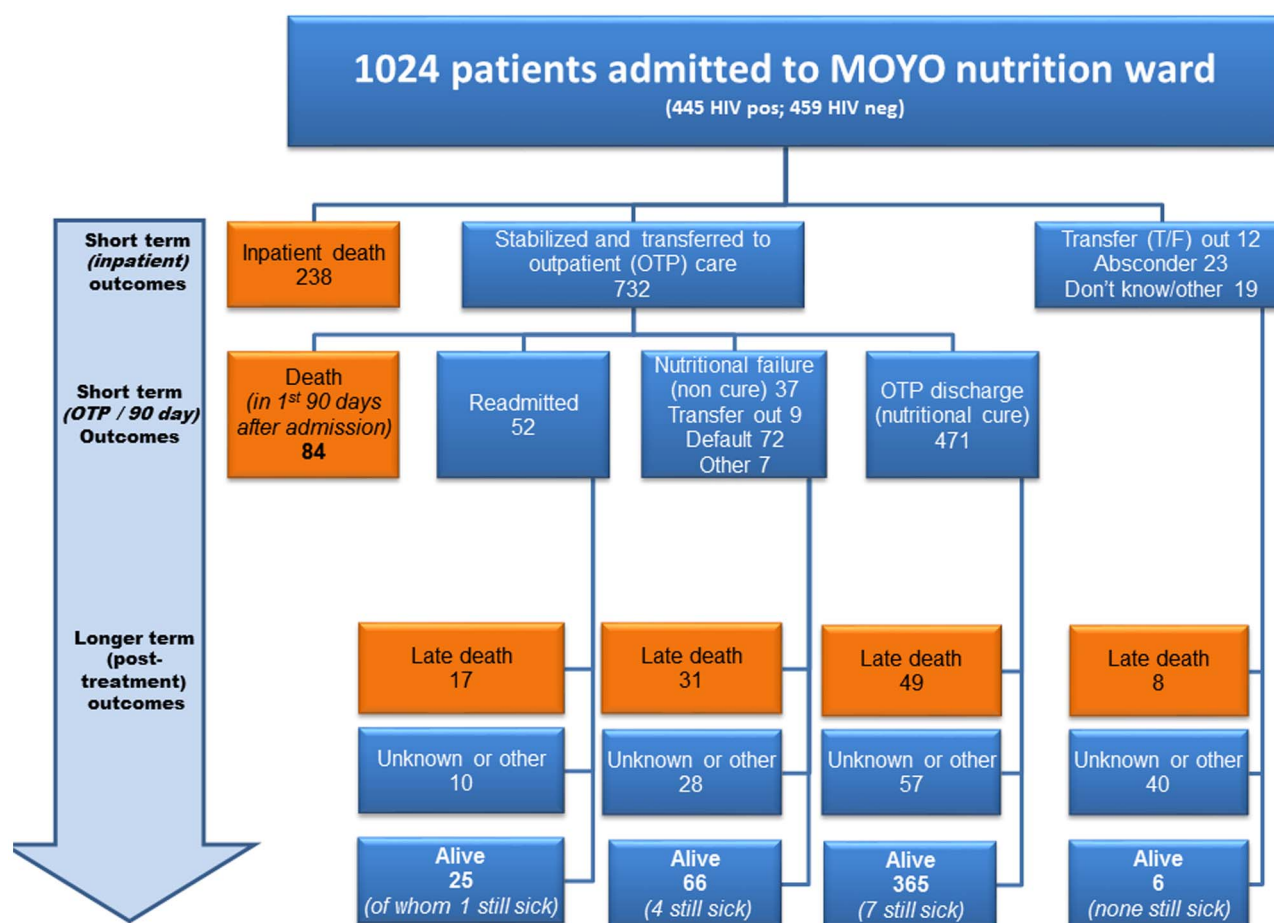 1024 patients admitted to MOYO nutrition ward
(445 HIV pos; 459 HIV neg)
Short term
(inpatient)
outcomes
Inpatient death
238
Stabilized and transferred to
outpatient (OTP) care
732
Transfer (T/F) out 12
Absconder 23
Don't know/other 19
Short term
(OTP / 90 day)
Outcomes
Death
(in 1st 90 days
after admission)
84
Readmitted
52
Nutritional failure
(non cure) 37
Transfer out 9
Default 72
Other 7
OTP discharge
(nutritional cure)
471
Longer term
(post-
treatment)
outcomes
Late death
17
Late death
31
Late death
49
Late death
8
Unknown or other
10
Unknown or other
28
Unknown or other
57
Unknown or other
40
Alive
25
(of whom 1 still sick)
Alive
66
(4 still sick)
Alive
365
(7 still sick)
Alive
6
(none still sick)